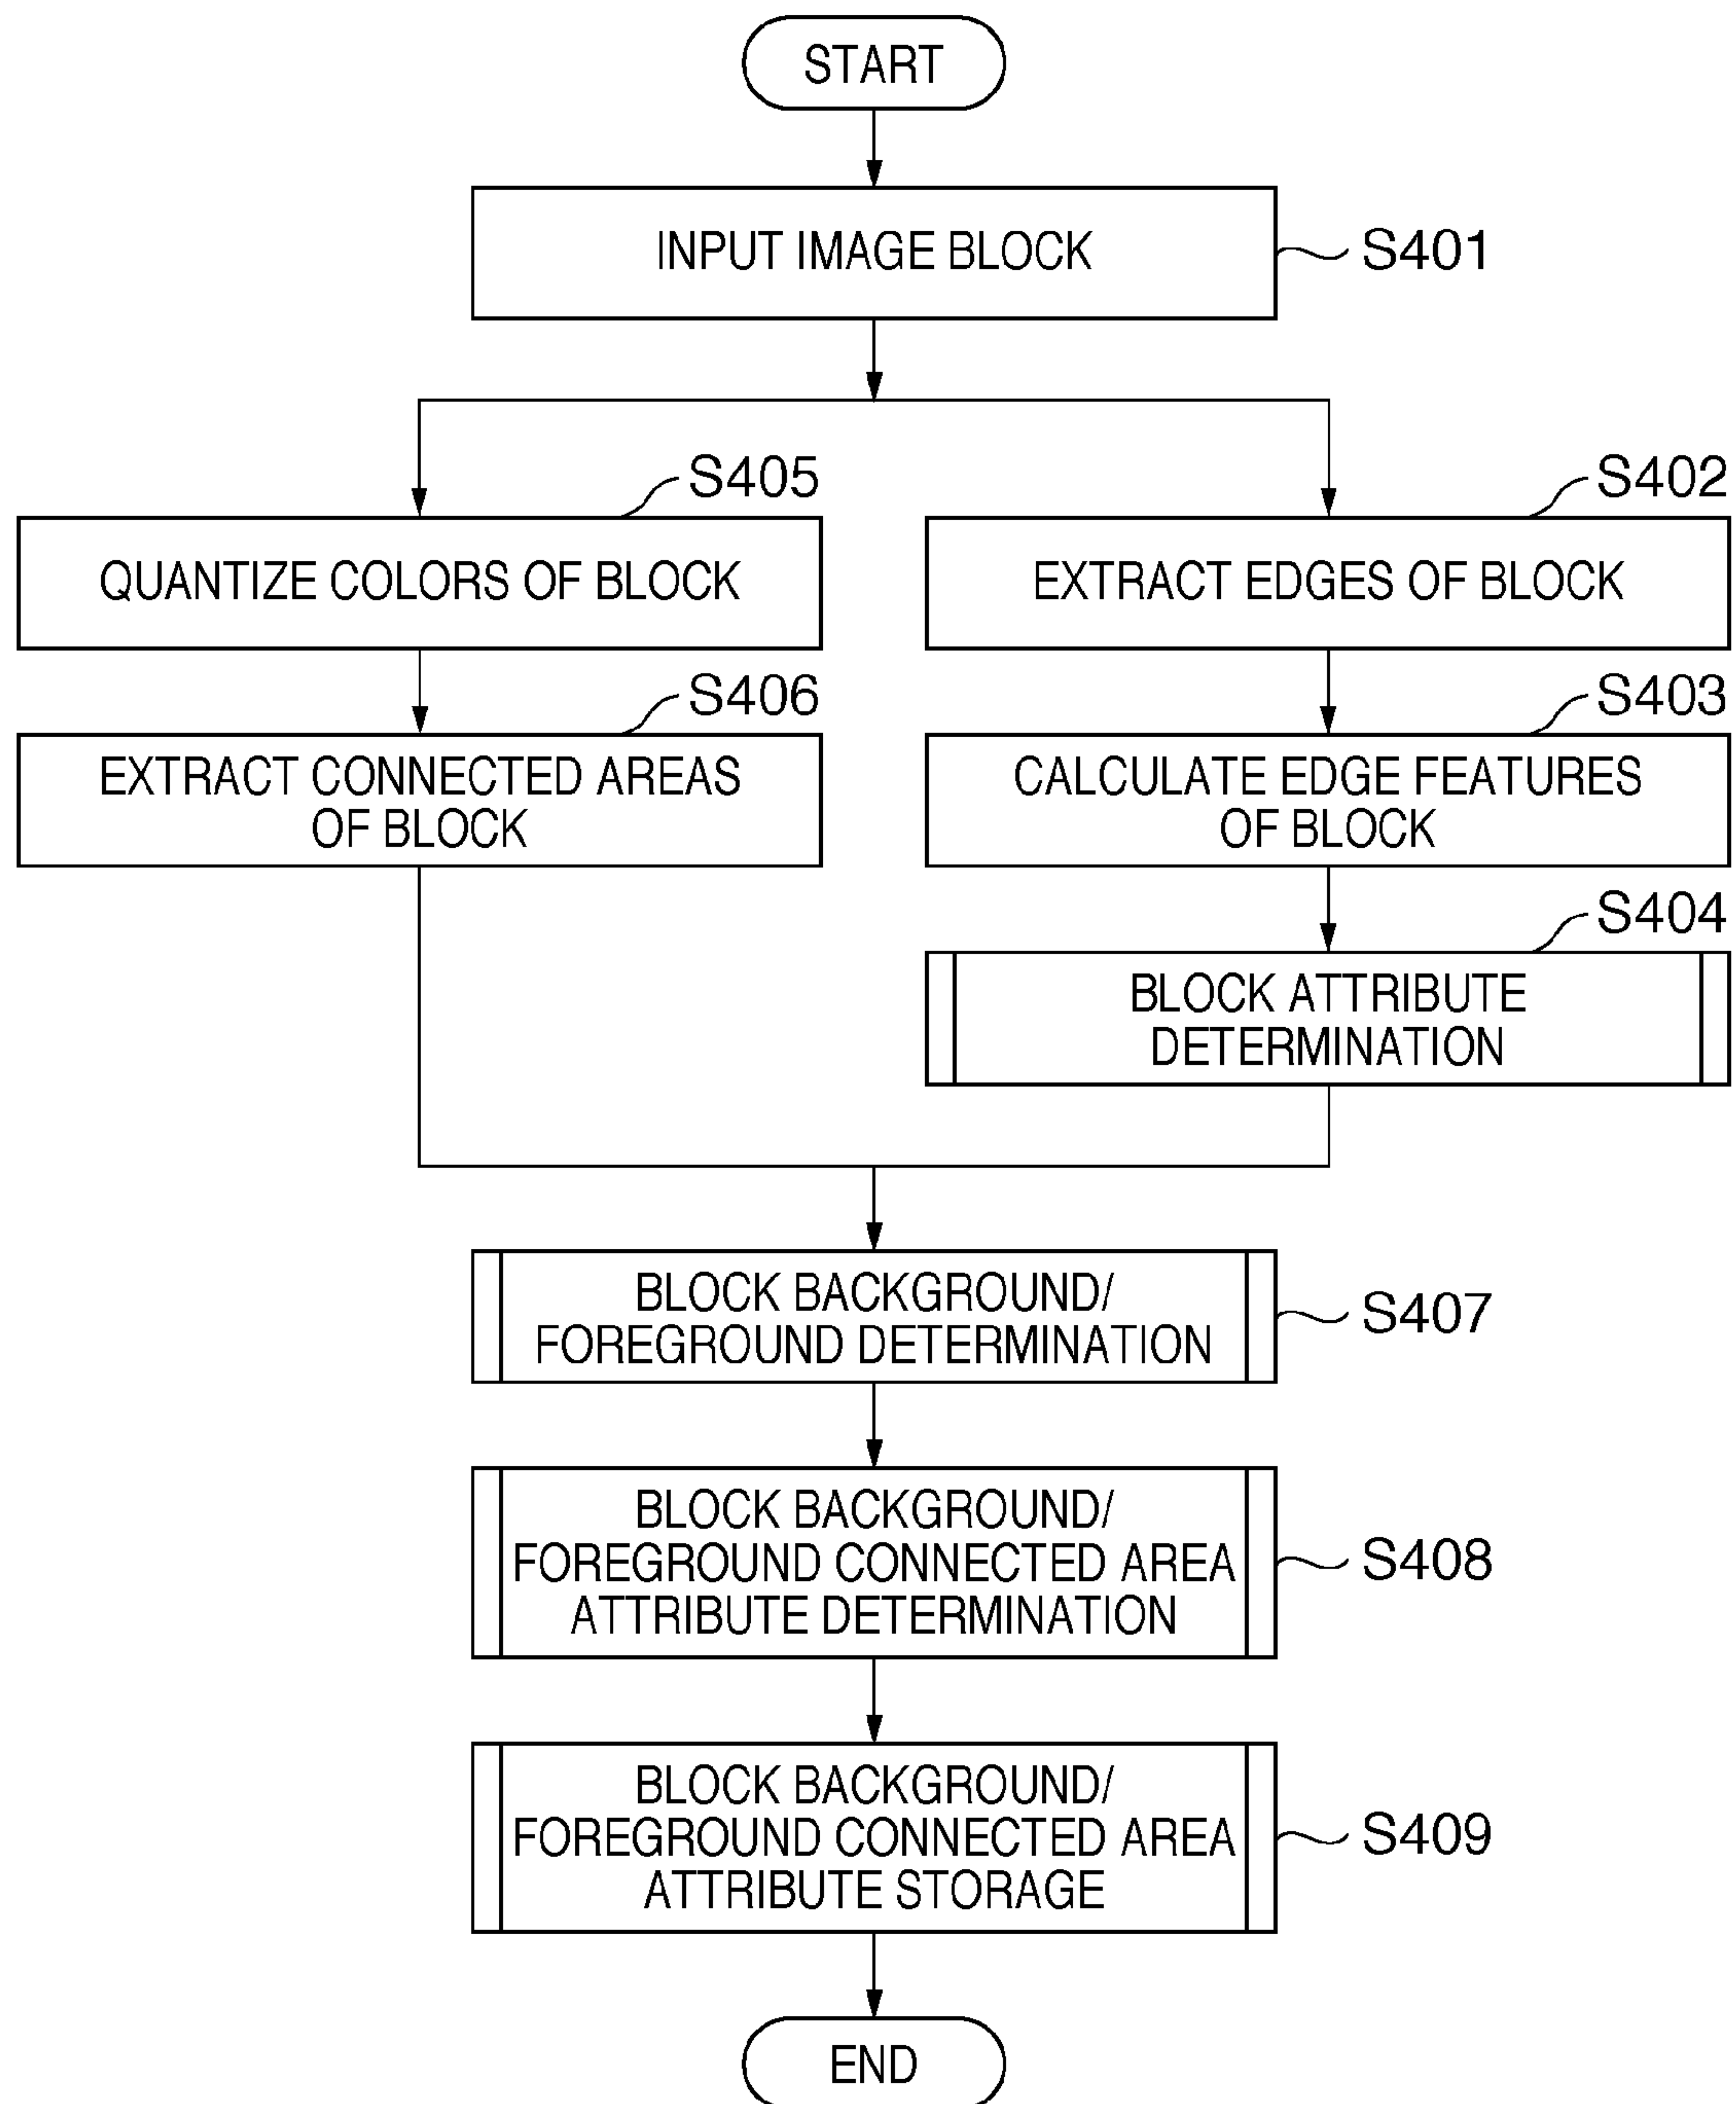 START
INPUT IMAGE BLOCK
S401
S405
S402
QUANTIZE COLORS OF BLOCK
EXTRACT EDGES OF BLOCK
S406
S403
EXTRACT CONNECTED AREAS
OF BLOCK
CALCULATE EDGE FEATURES
OF BLOCK
S404
BLOCK ATTRIBUTE
DETERMINATION
BLOCK BACKGROUND/
FOREGROUND DETERMINATION
S407
BLOCK BACKGROUND/
FOREGROUND CONNECTED AREA
ATTRIBUTE DETERMINATION
S408
BLOCK BACKGROUND/
FOREGROUND CONNECTED AREA
ATTRIBUTE STORAGE
S409
END